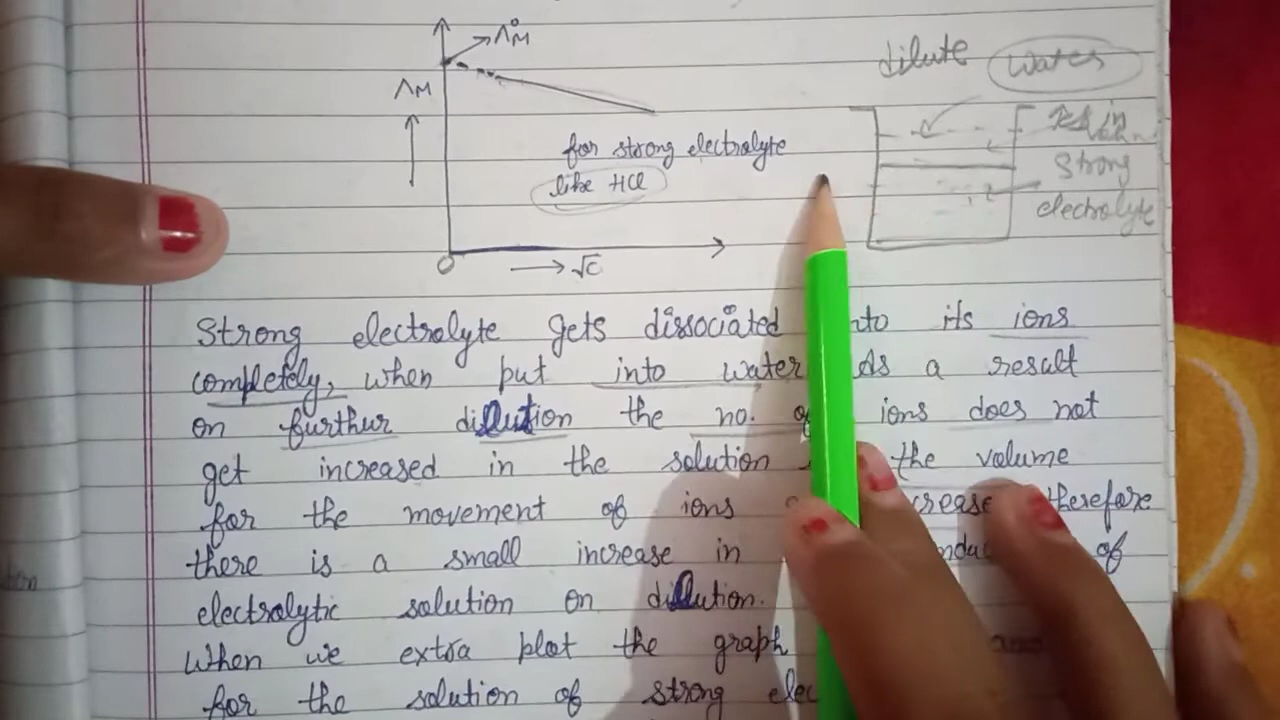 Λ°M
dilute water
ΛM
for strong electrolyte
like HCl
strong
electrolyte
O
√C
Strong electrolyte gets dissociated into its ions
completely, when put into water As a result
on furthur dillution the no. of ions does not
get increased in the solution the volume
for the movement of ions therefore
there is a small increase in of
electrolytic solution on dillution.
When we extra plot the graph
for the solution of strong